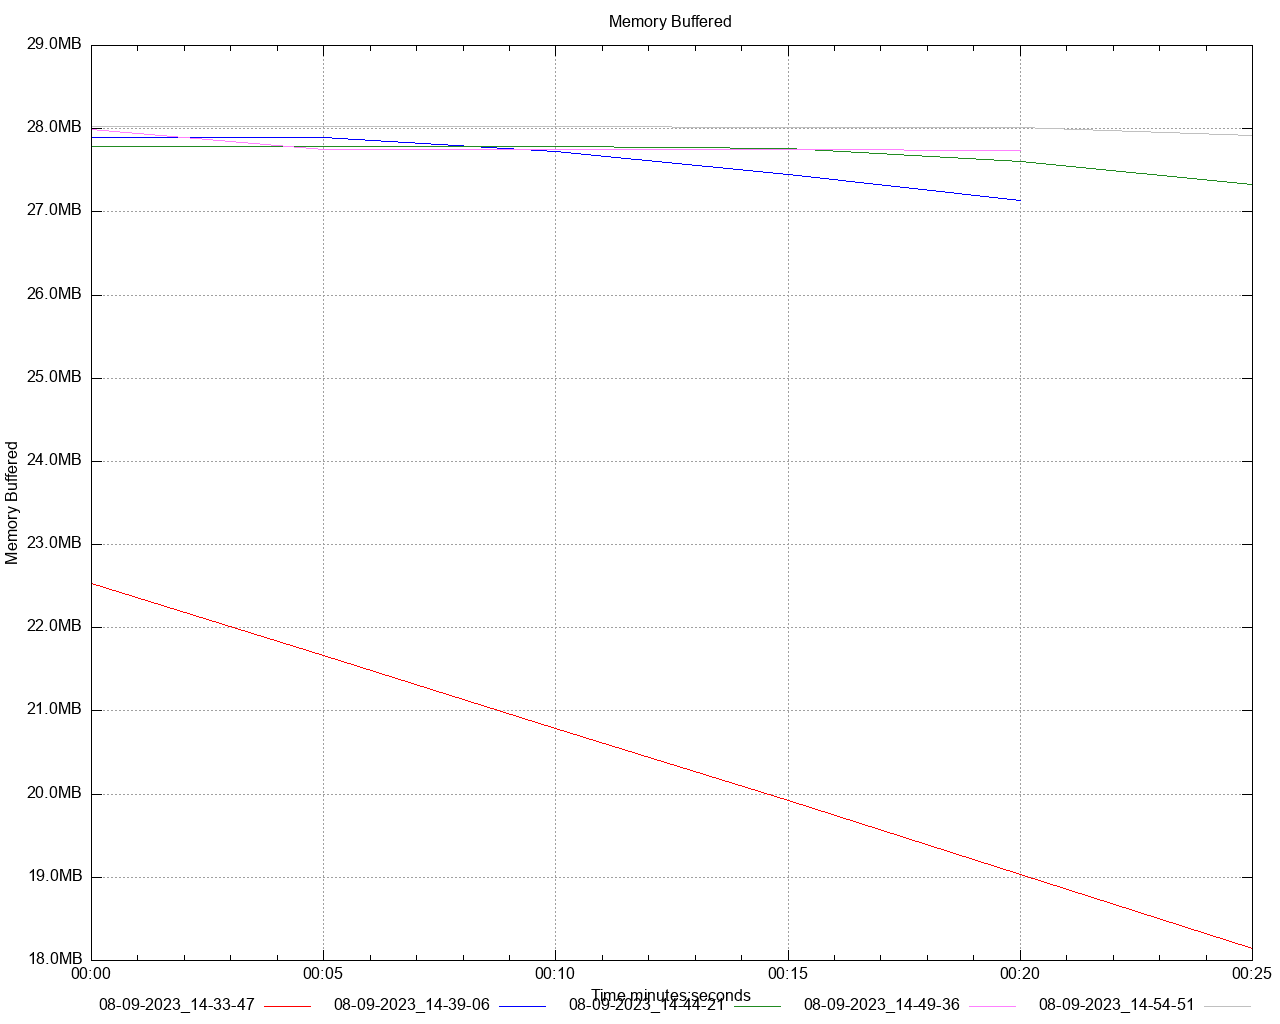 Memory Buffered
29.0MB
28.0MB
27.0MB
26.0MB
25.0MB
24.0MB
23.0MB
22.0MB
21.0MB
20.0MB
19.0MB
18.0MB
Memory Buffered
00:00 00:05 00:10 00:15 00:20 00:25
Time minutes:seconds
08-09-2023_14-33-47 08-09-2023_14-39-06 08-09-2023_14-44-21 08-09-2023_14-49-36 08-09-2023_14-54-51